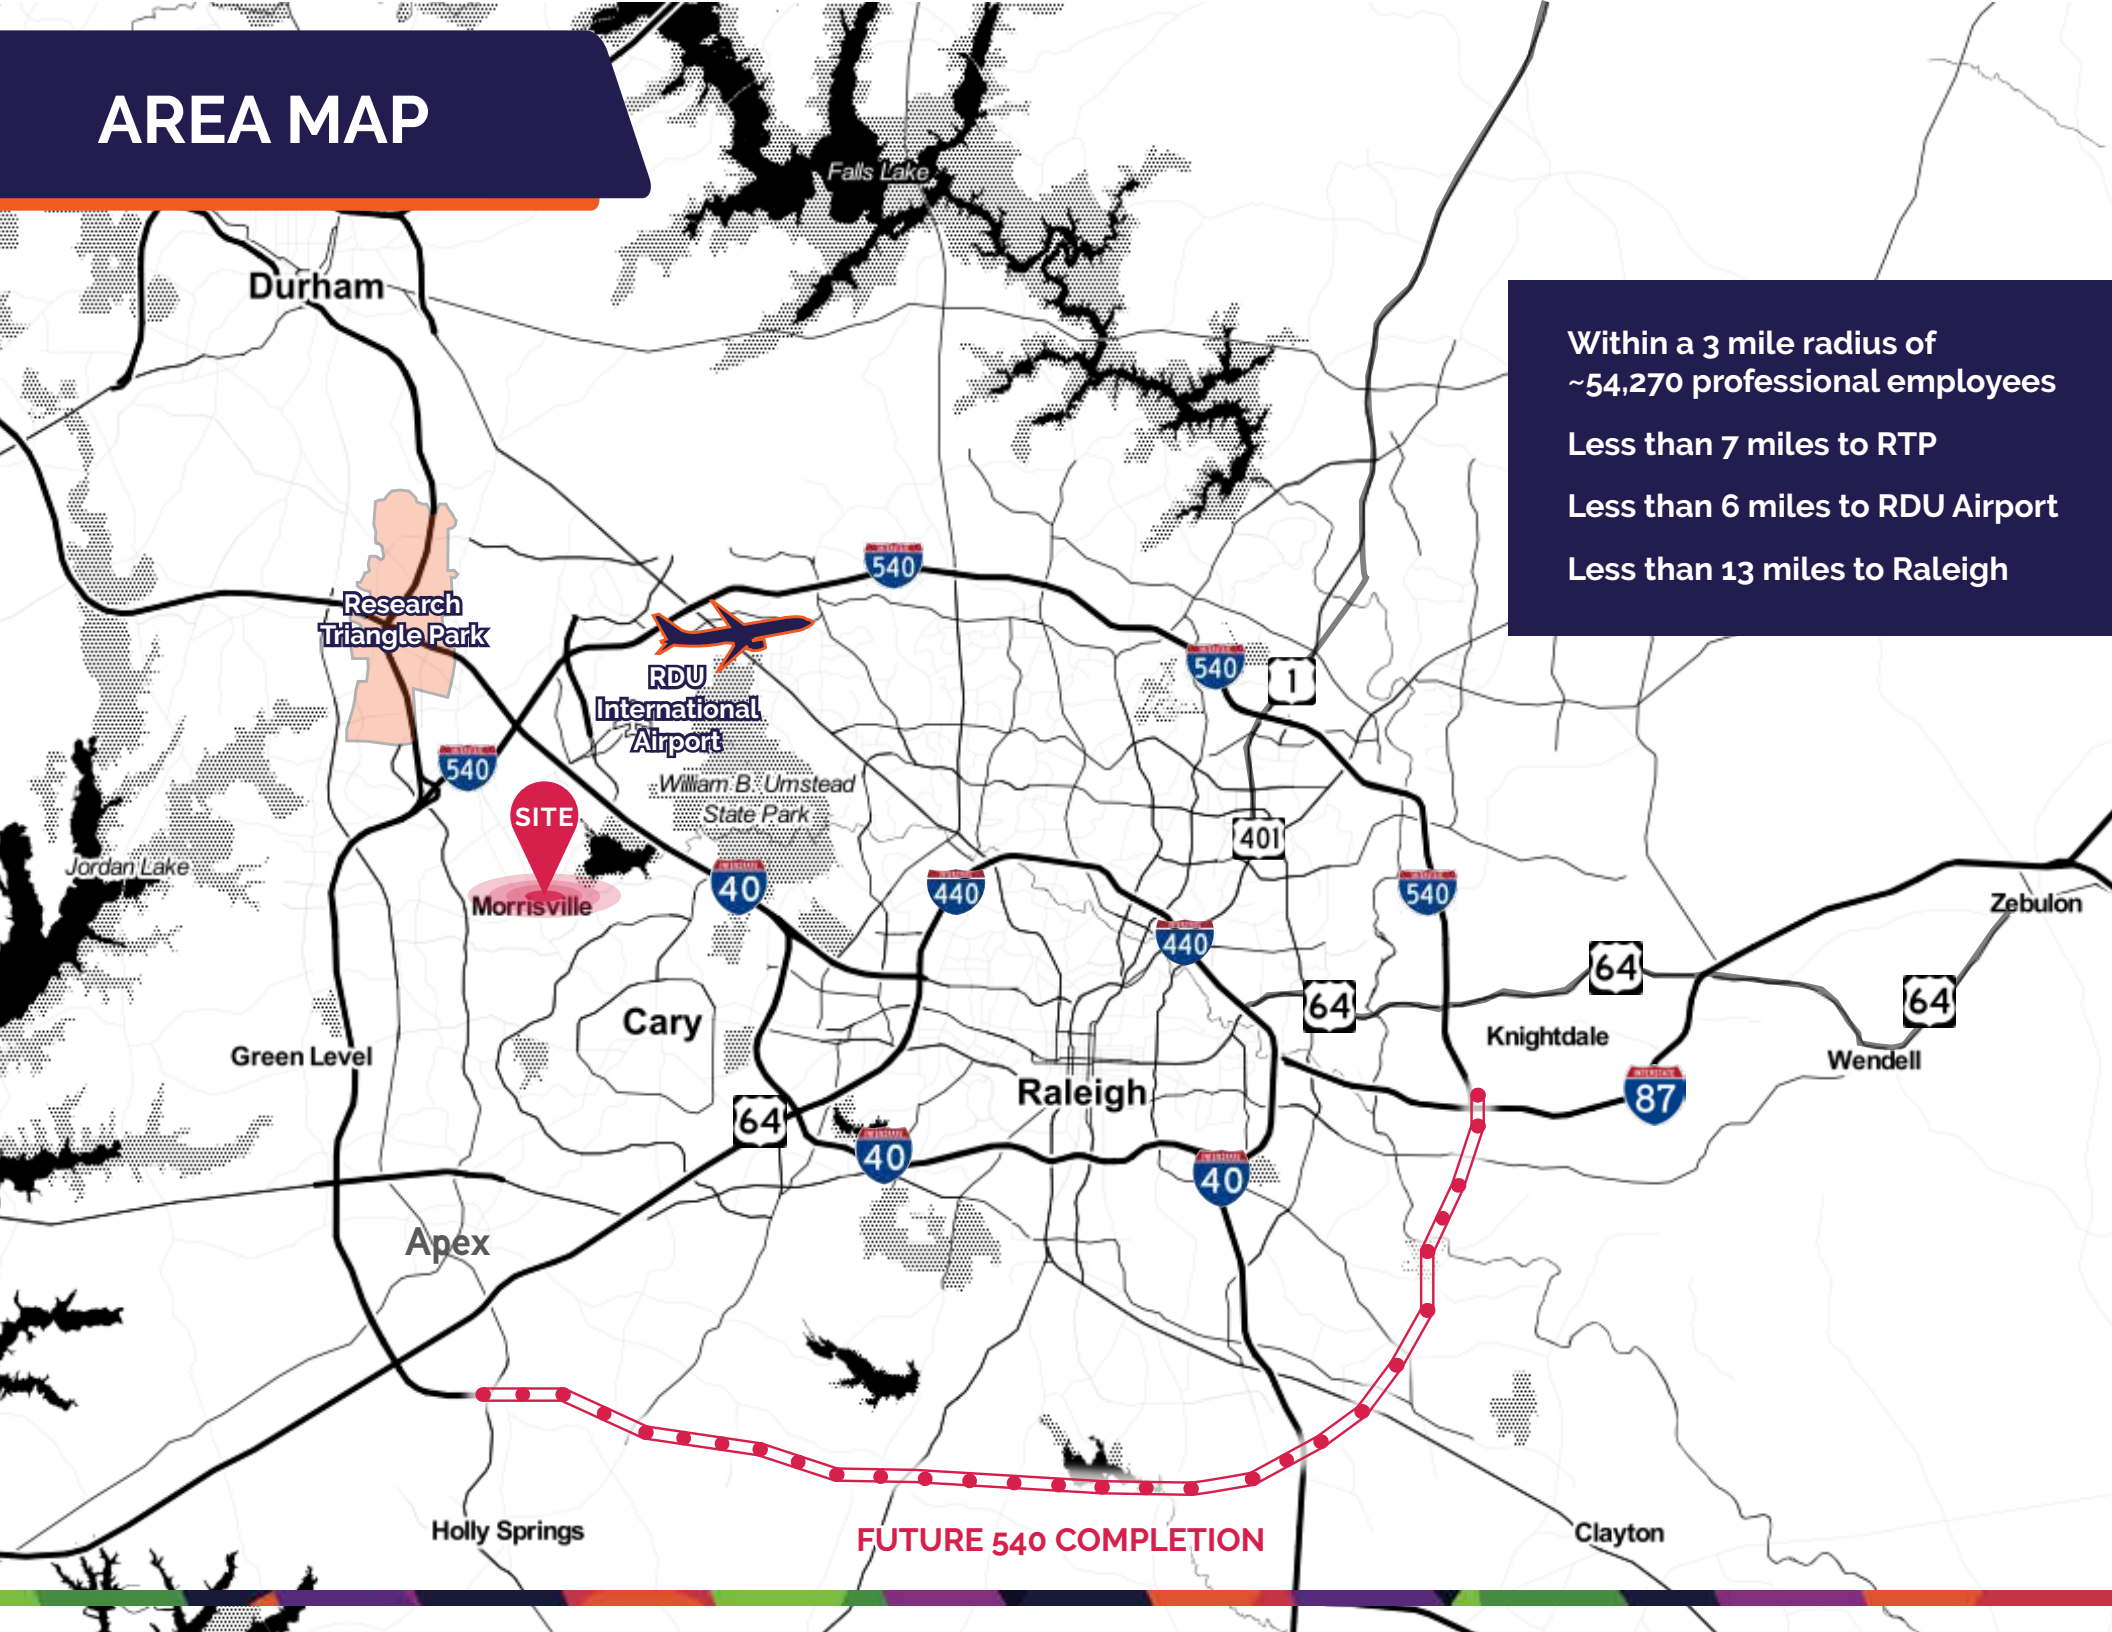 AREA MAP
Falls Lake
Durham
Within a 3 mile radius of
~54,270 professional employees
Less than 7 miles to RTP
Less than 6 miles to RDU Airport
Less than 13 miles to Raleigh
540
Research
Triangle Park
RDU
International
Airport
540
1
540
William B. Umstead
State Park
SITE
401
Jordan Lake
INTERSTATE
40
440
540
Morrisville
Zebulon
440
64
64
64
Cary
Knightdale
Green Level
Wendell
Raleigh
INTERSTATE
87
64
INTERSTATE
40
INTERSTATE
40
Apex
Holly Springs
FUTURE 540 COMPLETION
Clayton